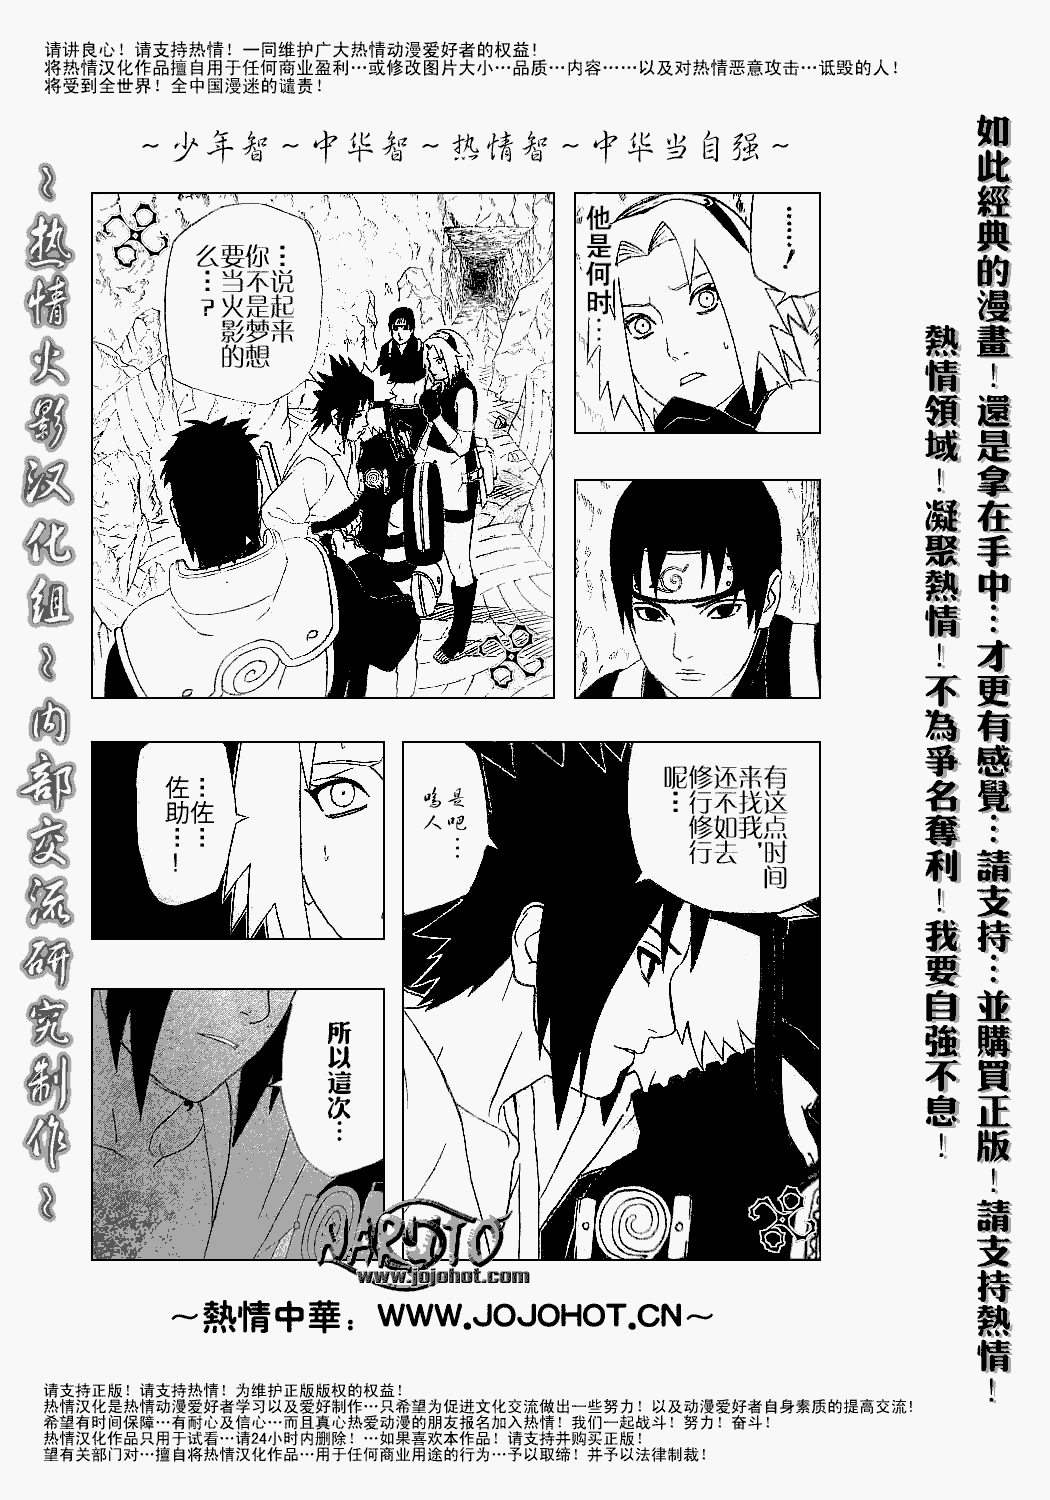 请讲良心！请支持热情！一同维护广大热情动漫爱好者的权益！
将热情汉化作品擅自用于任何商业盈利…或修改图片大小…品质…内容……以及对热情恶意攻击…诋毁的人！
将受到全世界！全中国漫迷的谴责！
～少年智～中华智～热情智～中华当自强～
如此經典的漫畫！還是拿在手中…才更有感覺…請支持…並購買正版！請支持熱情！
熱情領域！凝聚熱情！不為爭名奪利！我要自強不息！
～热情火影汉化组～内部交流研究制作～
……！
他是何时…
…说起来
你不是梦想
要当火影的
么…？
有这点时间
来找我，
还不如去
修行修行
呢…
是吧…
鸣人
…佐…
佐助…！
所以這次…
NARUTO
www.jojohot.com
～熱情中華：WWW.JOJOHOT.CN～
请支持正版！请支持热情！为维护正版版权的权益！
热情汉化是热情动漫爱好者学习以及爱好制作…只希望为促进文化交流做出一些努力！以及动漫爱好者自身素质的提高交流！
希望有时间保障…有耐心及信心…而且真心热爱动漫的朋友报名加入热情！我们一起战斗！努力！奋斗！
热情汉化作品只用于试看…请24小时内删除！…如果喜欢本作品！请支持并购买正版！
望有关部门对…擅自将热情汉化作品…用于任何商业用途的行为…予以取缔！并予以法律制裁！